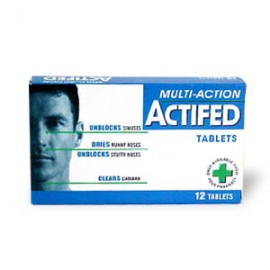 MULTI-ACTION
ACTIFED
TABLETS
UNBLOCKS SINUSES
DRIES RUNNY NOSES
UNBLOCKS STUFFY NOSES
CLEARS CATARRH
12 TABLETS